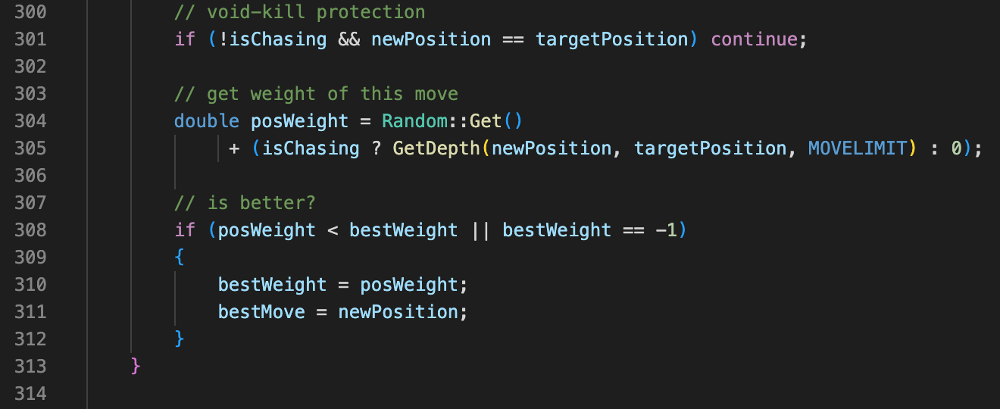 300 // void-kill protection
301 if (!isChasing && newPosition == targetPosition) continue;
302
303 // get weight of this move
304 double posWeight = Random::Get()
305 + (isChasing ? GetDepth(newPosition, targetPosition, MOVELIMIT) : 0);
306
307 // is better?
308 if (posWeight < bestWeight || bestWeight == -1)
309 {
310 bestWeight = posWeight;
311 bestMove = newPosition;
312 }
313 }
314